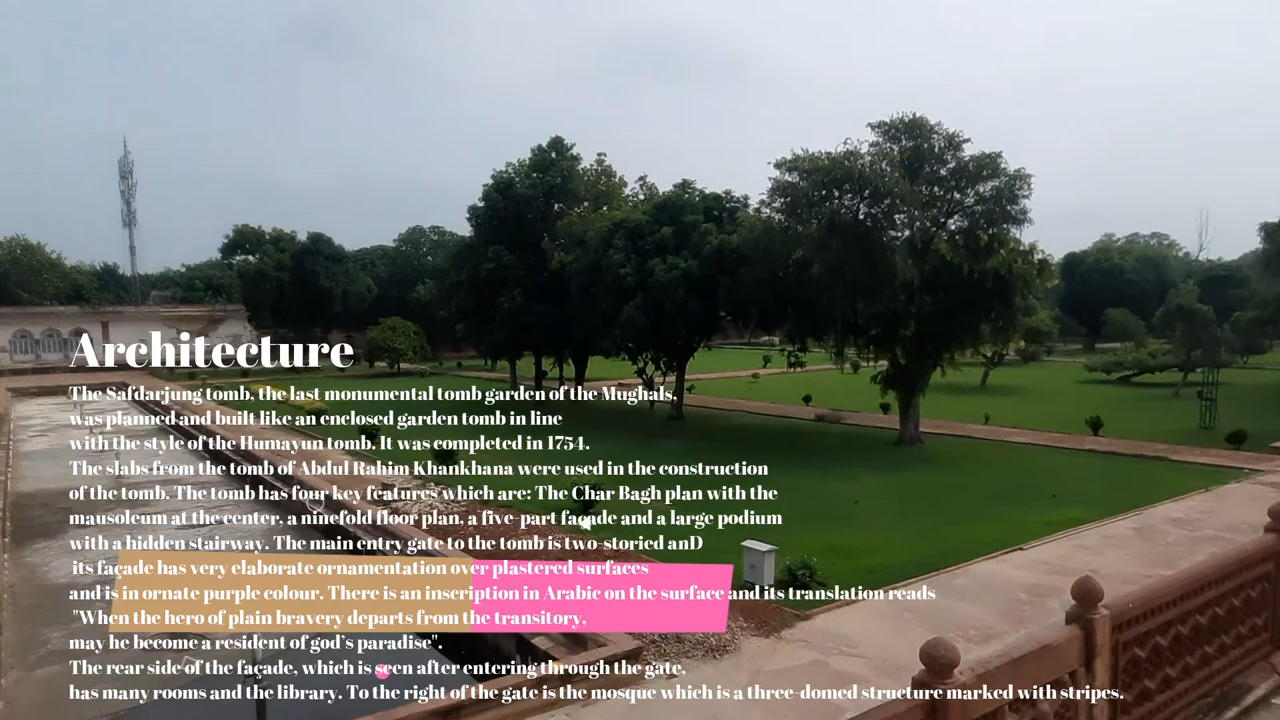 Architecture
The Safdarjung tomb, the last monumental tomb garden of the Mughals,
was planned and built like an enclosed garden tomb in line
with the style of the Humayun tomb. It was completed in 1754.
The slabs from the tomb of Abdul Rahim Khankhana were used in the construction
of the tomb. The tomb has four key features which are: The Char Bagh plan with the
mausoleum at the center, a ninefold floor plan, a five-part façade and a large podium
with a hidden stairway. The main entry gate to the tomb is two-storied anD
its façade has very elaborate ornamentation over plastered surfaces
and is in ornate purple colour. There is an inscription in Arabic on the surface and its translation reads
"When the hero of plain bravery departs from the transitory,
may he become a resident of god’s paradise".
The rear side of the façade, which is seen after entering through the gate,
has many rooms and the library. To the right of the gate is the mosque which is a three-domed structure marked with stripes.